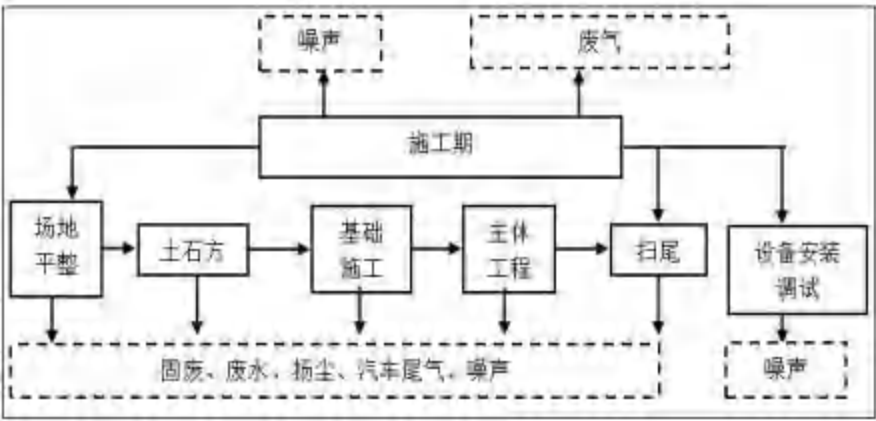 噪声
废气
施工期
场地
平整
土石方
基础
施工
主体
工程
扫尾
设备安装
调试
固废、废水、扬尘、汽车尾气、噪声
噪声